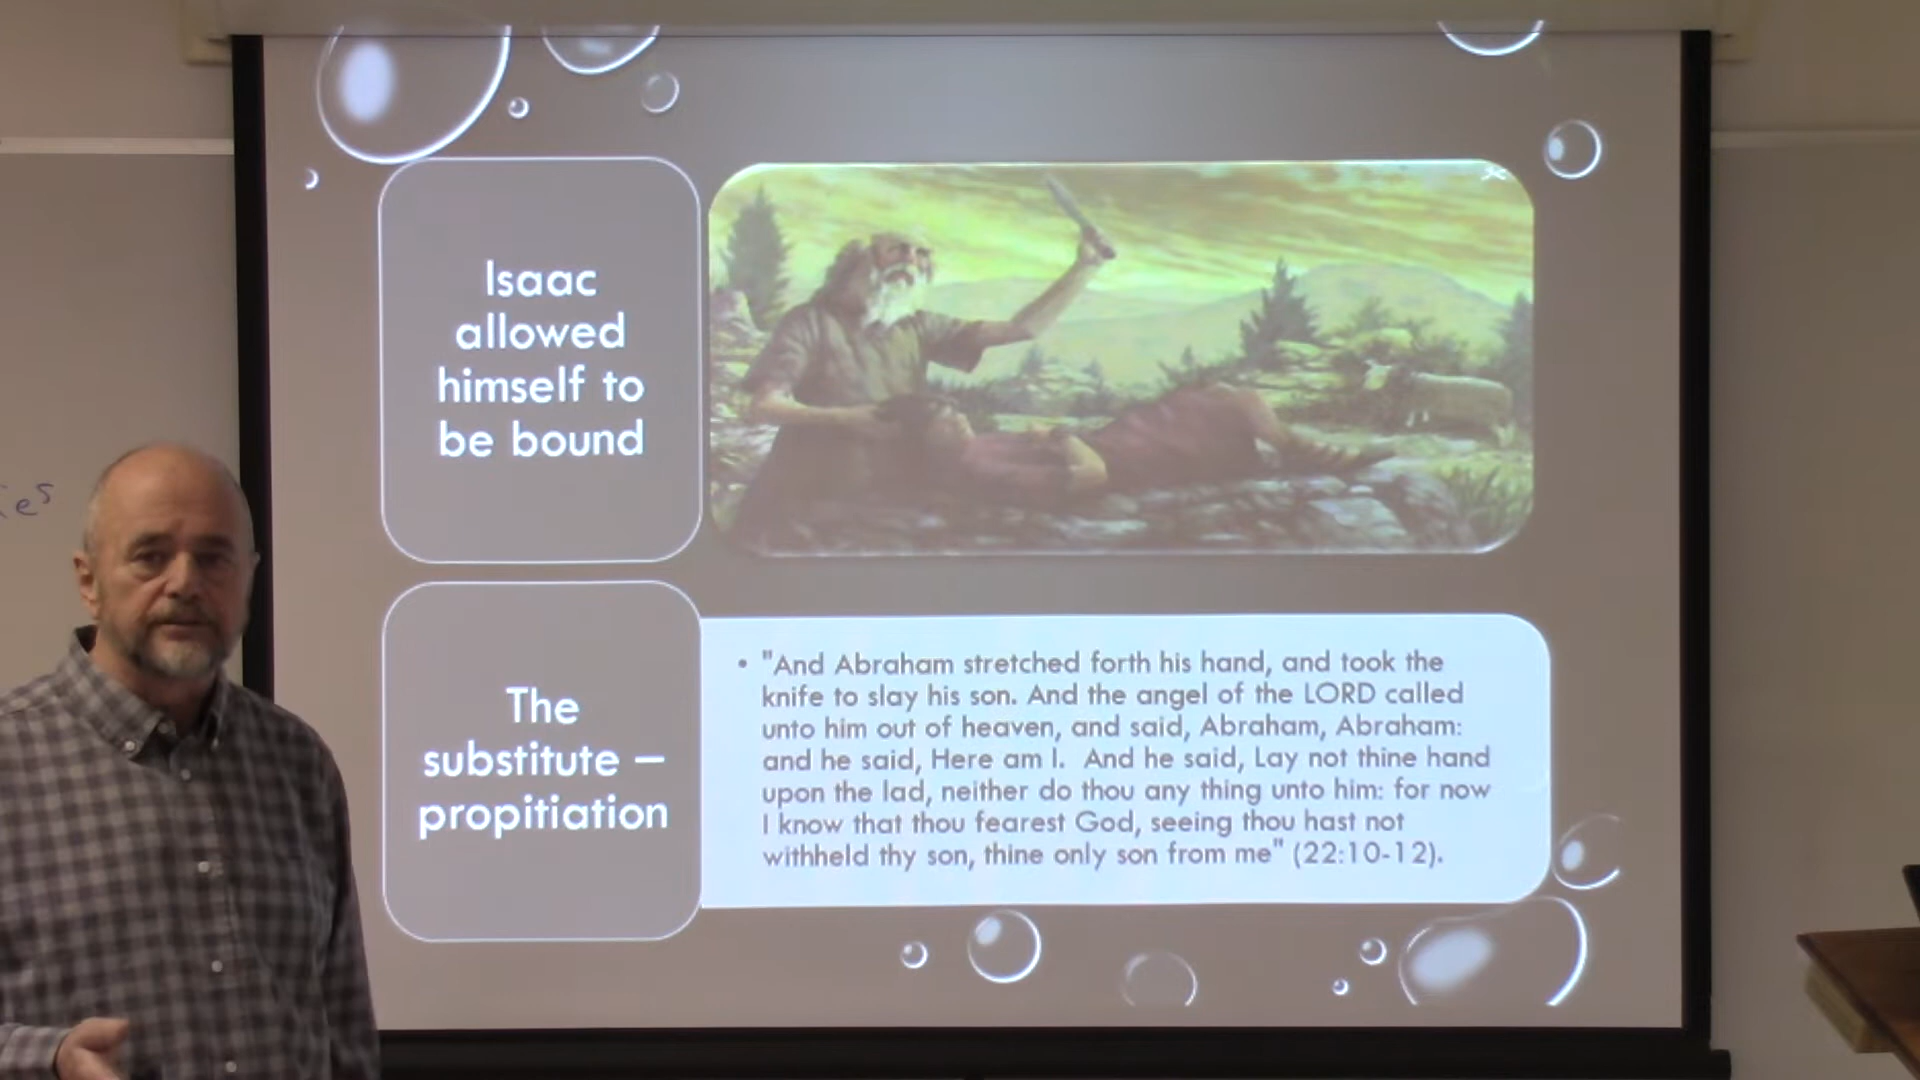 Isaac
allowed
himself to
be bound
The
substitute –
propitiation
• "And Abraham stretched forth his hand, and took the
knife to slay his son. And the angel of the LORD called
unto him out of heaven, and said, Abraham, Abraham:
and he said, Here am I.  And he said, Lay not thine hand
upon the lad, neither do thou any thing unto him: for now
I know that thou fearest God, seeing thou hast not
withheld thy son, thine only son from me" (22:10-12).